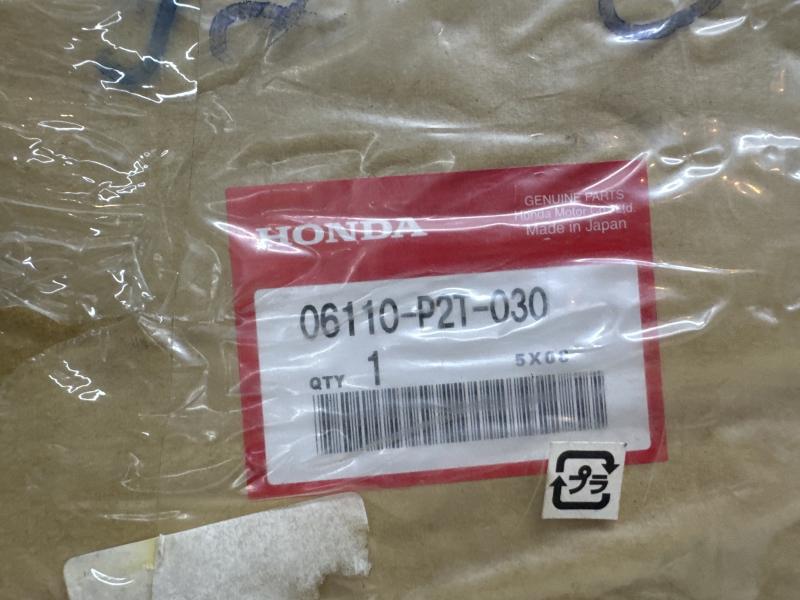 GENUINE PARTS
Honda Motor Co., Ltd.
Made in Japan
HONDA
06110-P2T-030
QTY 1
プラ